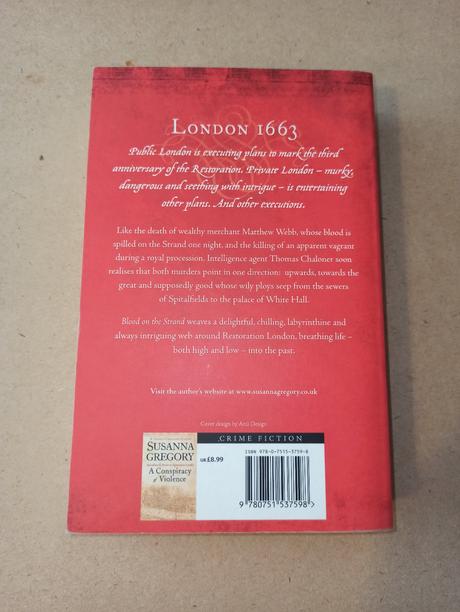 London 1663
Public London is executing plans to mark the third
anniversary of the Restoration. Private London – murky,
dangerous and seething with intrigue – is entertaining
other plans. And other executions.
Like the death of wealthy merchant Matthew Webb, whose blood is
spilled on the Strand one night, and the killing of an apparent vagrant
during a royal procession. Intelligence agent Thomas Chaloner soon
realises that both murders point in one direction: upwards, towards the
great and supposedly good whose wily ploys seep from the sewers
of Spitalfields to the palace of White Hall.
Blood on the Strand weaves a delightful, chilling, labyrinthine and
always intriguing web around Restoration London, breathing life –
both high and low – into the past.
Visit the author's website at www.susannagregory.co.uk
Cover design by Arti Design
CRIME FICTION
SUSANNA
GREGORY
A Conspiracy
of Violence
UK £8.99
ISBN 978-0-7515-3759-8
9 780751 537598 >